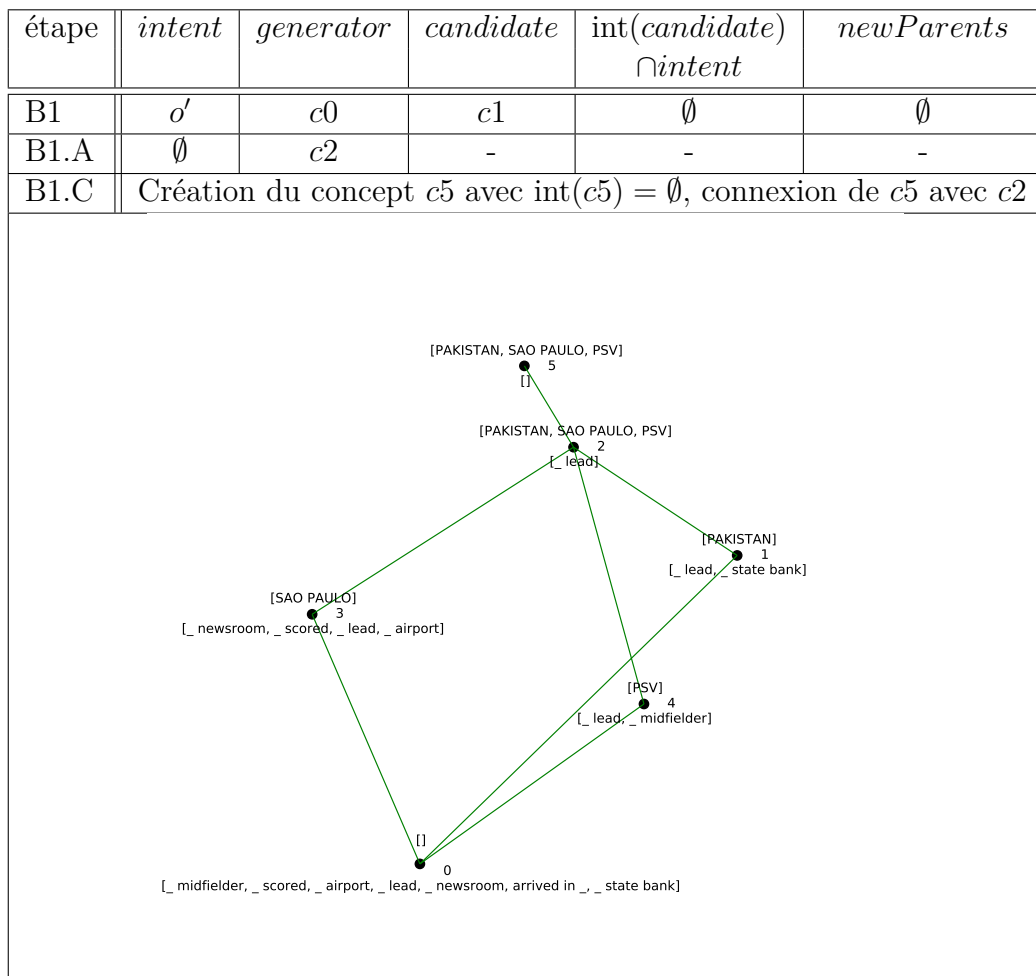 étape intent generator candidate int(candidate) newParents
∩intent
B1 o′ c0 c1 ∅ ∅
B1.A ∅ c2 - - -
B1.C Création du concept c5 avec int(c5) = ∅, connexion de c5 avec c2
[PAKISTAN, SAO PAULO, PSV]
5
[]
[PAKISTAN, SAO PAULO, PSV]
2
[_ lead]
[PAKISTAN]
1
[_ lead, _ state bank]
[SAO PAULO]
3
[_ newsroom, _ scored, _ lead, _ airport]
[PSV]
4
[_ lead, _ midfielder]
[]
0
[_ midfielder, _ scored, _ airport, _ lead, _ newsroom, arrived in _, _ state bank]